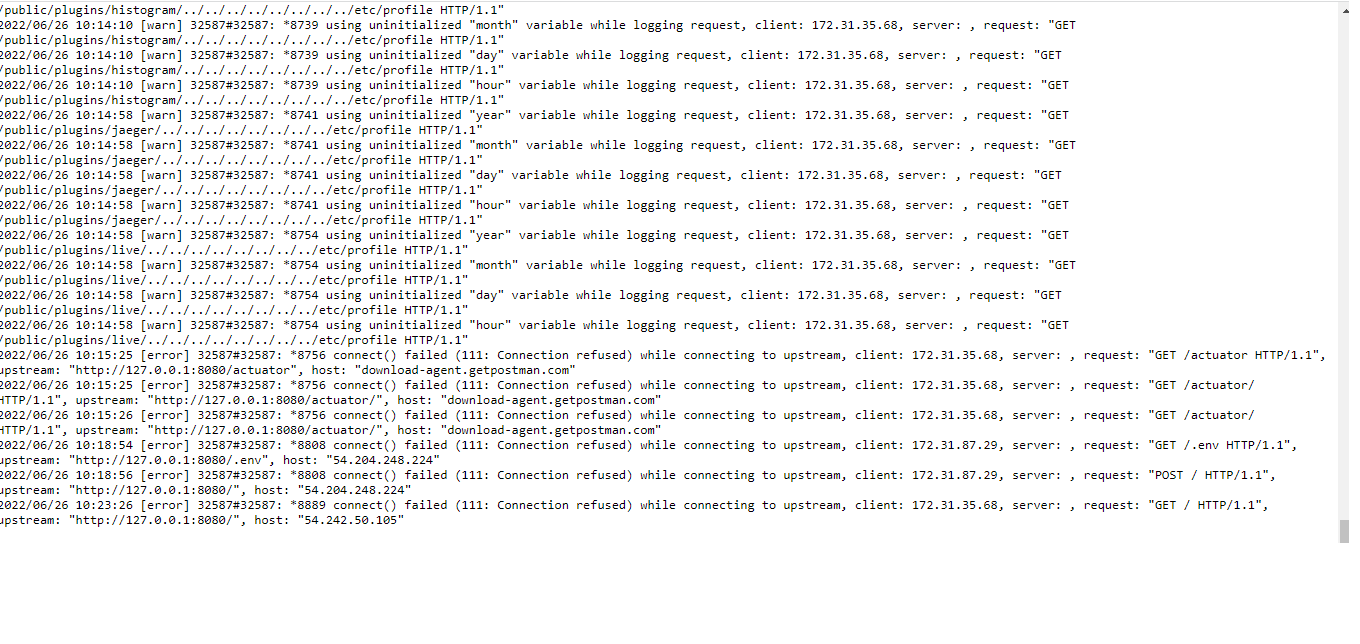 /public/plugins/histogram/../../../../../../../../etc/profile HTTP/1.1"
2022/06/26 10:14:10 [warn] 32587#32587: *8739 using uninitialized "month" variable while logging request, client: 172.31.35.68, server: , request: "GET
/public/plugins/histogram/../../../../../../../../etc/profile HTTP/1.1"
2022/06/26 10:14:10 [warn] 32587#32587: *8739 using uninitialized "day" variable while logging request, client: 172.31.35.68, server: , request: "GET
/public/plugins/histogram/../../../../../../../../etc/profile HTTP/1.1"
2022/06/26 10:14:10 [warn] 32587#32587: *8739 using uninitialized "hour" variable while logging request, client: 172.31.35.68, server: , request: "GET
/public/plugins/histogram/../../../../../../../../etc/profile HTTP/1.1"
2022/06/26 10:14:58 [warn] 32587#32587: *8741 using uninitialized "year" variable while logging request, client: 172.31.35.68, server: , request: "GET
/public/plugins/jaeger/../../../../../../../../etc/profile HTTP/1.1"
2022/06/26 10:14:58 [warn] 32587#32587: *8741 using uninitialized "month" variable while logging request, client: 172.31.35.68, server: , request: "GET
/public/plugins/jaeger/../../../../../../../../etc/profile HTTP/1.1"
2022/06/26 10:14:58 [warn] 32587#32587: *8741 using uninitialized "day" variable while logging request, client: 172.31.35.68, server: , request: "GET
/public/plugins/jaeger/../../../../../../../../etc/profile HTTP/1.1"
2022/06/26 10:14:58 [warn] 32587#32587: *8741 using uninitialized "hour" variable while logging request, client: 172.31.35.68, server: , request: "GET
/public/plugins/jaeger/../../../../../../../../etc/profile HTTP/1.1"
2022/06/26 10:14:58 [warn] 32587#32587: *8754 using uninitialized "year" variable while logging request, client: 172.31.35.68, server: , request: "GET
/public/plugins/live/../../../../../../../../etc/profile HTTP/1.1"
2022/06/26 10:14:58 [warn] 32587#32587: *8754 using uninitialized "month" variable while logging request, client: 172.31.35.68, server: , request: "GET
/public/plugins/live/../../../../../../../../etc/profile HTTP/1.1"
2022/06/26 10:14:58 [warn] 32587#32587: *8754 using uninitialized "day" variable while logging request, client: 172.31.35.68, server: , request: "GET
/public/plugins/live/../../../../../../../../etc/profile HTTP/1.1"
2022/06/26 10:14:58 [warn] 32587#32587: *8754 using uninitialized "hour" variable while logging request, client: 172.31.35.68, server: , request: "GET
/public/plugins/live/../../../../../../../../etc/profile HTTP/1.1"
2022/06/26 10:15:25 [error] 32587#32587: *8756 connect() failed (111: Connection refused) while connecting to upstream, client: 172.31.35.68, server: , request: "GET /actuator HTTP/1.1",
upstream: "http://127.0.0.1:8080/actuator", host: "download-agent.getpostman.com"
2022/06/26 10:15:25 [error] 32587#32587: *8756 connect() failed (111: Connection refused) while connecting to upstream, client: 172.31.35.68, server: , request: "GET /actuator/
HTTP/1.1", upstream: "http://127.0.0.1:8080/actuator/", host: "download-agent.getpostman.com"
2022/06/26 10:15:26 [error] 32587#32587: *8756 connect() failed (111: Connection refused) while connecting to upstream, client: 172.31.35.68, server: , request: "GET /actuator/
HTTP/1.1", upstream: "http://127.0.0.1:8080/actuator/", host: "download-agent.getpostman.com"
2022/06/26 10:18:54 [error] 32587#32587: *8808 connect() failed (111: Connection refused) while connecting to upstream, client: 172.31.87.29, server: , request: "GET /.env HTTP/1.1",
upstream: "http://127.0.0.1:8080/.env", host: "54.204.248.224"
2022/06/26 10:18:56 [error] 32587#32587: *8808 connect() failed (111: Connection refused) while connecting to upstream, client: 172.31.87.29, server: , request: "POST / HTTP/1.1",
upstream: "http://127.0.0.1:8080/", host: "54.204.248.224"
2022/06/26 10:23:26 [error] 32587#32587: *8889 connect() failed (111: Connection refused) while connecting to upstream, client: 172.31.35.68, server: , request: "GET / HTTP/1.1",
upstream: "http://127.0.0.1:8080/", host: "54.242.50.105"